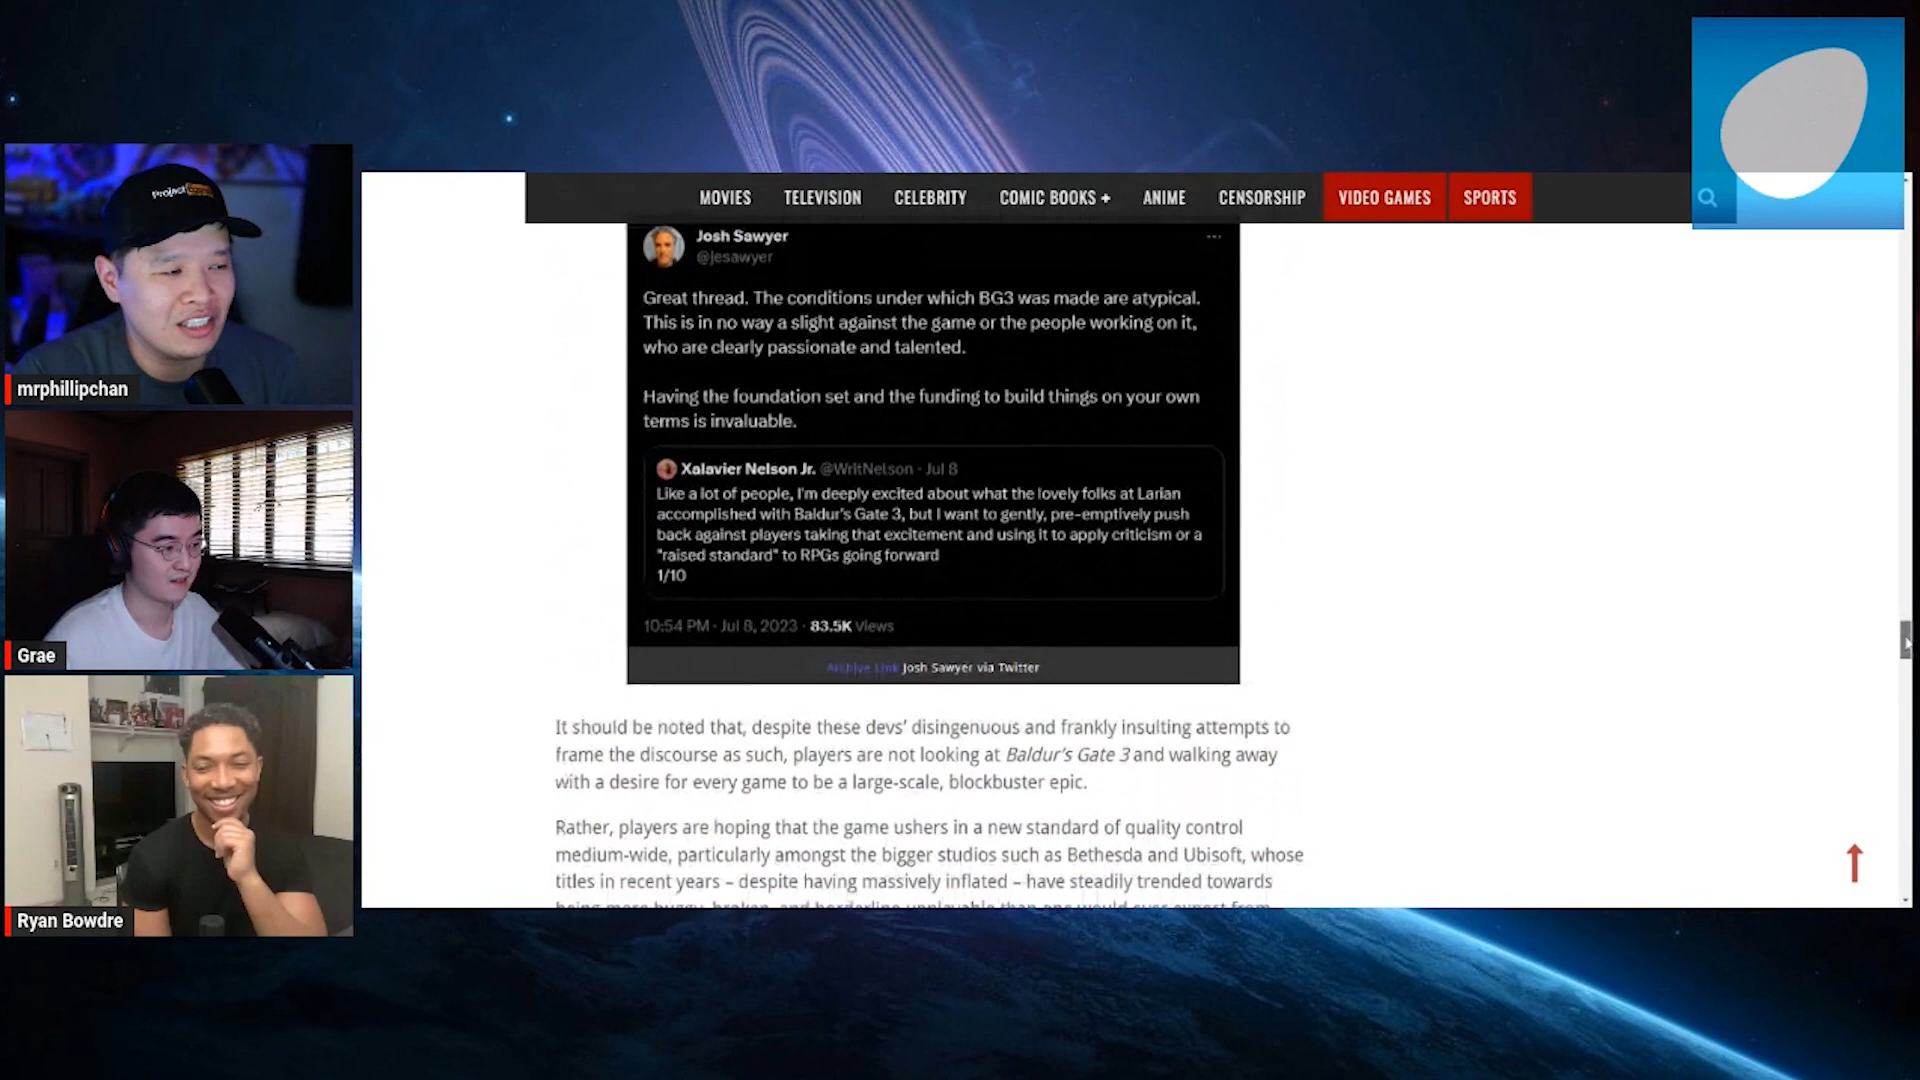 MOVIES TELEVISION CELEBRITY COMIC BOOKS + ANIME CENSORSHIP VIDEO GAMES SPORTS
Project
mrphillipchan
Grae
Ryan Bowdre
Josh Sawyer
@jesawyer
Great thread. The conditions under which BG3 was made are atypical.
This is in no way a slight against the game or the people working on it,
who are clearly passionate and talented.
Having the foundation set and the funding to build things on your own
terms is invaluable.
Xalavier Nelson Jr. @WritNelson · Jul 8
Like a lot of people, I'm deeply excited about what the lovely folks at Larian
accomplished with Baldur's Gate 3, but I want to gently, pre-emptively push
back against players taking that excitement and using it to apply criticism or a
"raised standard" to RPGs going forward
1/10
10:54 PM · Jul 8, 2023 · 83.5K Views
Archive Link Josh Sawyer via Twitter
It should be noted that, despite these devs' disingenuous and frankly insulting attempts to
frame the discourse as such, players are not looking at Baldur's Gate 3 and walking away
with a desire for every game to be a large-scale, blockbuster epic.
Rather, players are hoping that the game ushers in a new standard of quality control
medium-wide, particularly amongst the bigger studios such as Bethesda and Ubisoft, whose
titles in recent years – despite having massively inflated – have steadily trended towards